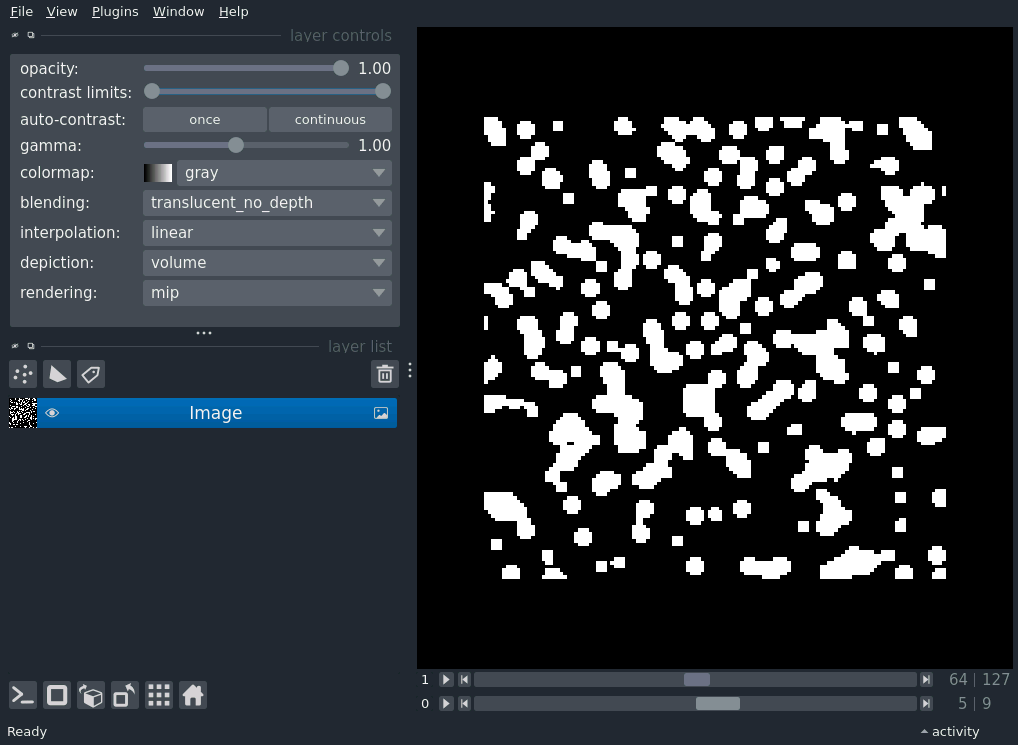 File View Plugins Window Help
layer controls
opacity: 1.00
contrast limits:
auto-contrast: once continuous
gamma: 1.00
colormap: gray
blending: translucent_no_depth
interpolation: linear
depiction: volume
rendering: mip
layer list
Image
1 64 | 127
0 5 | 9
Ready activity